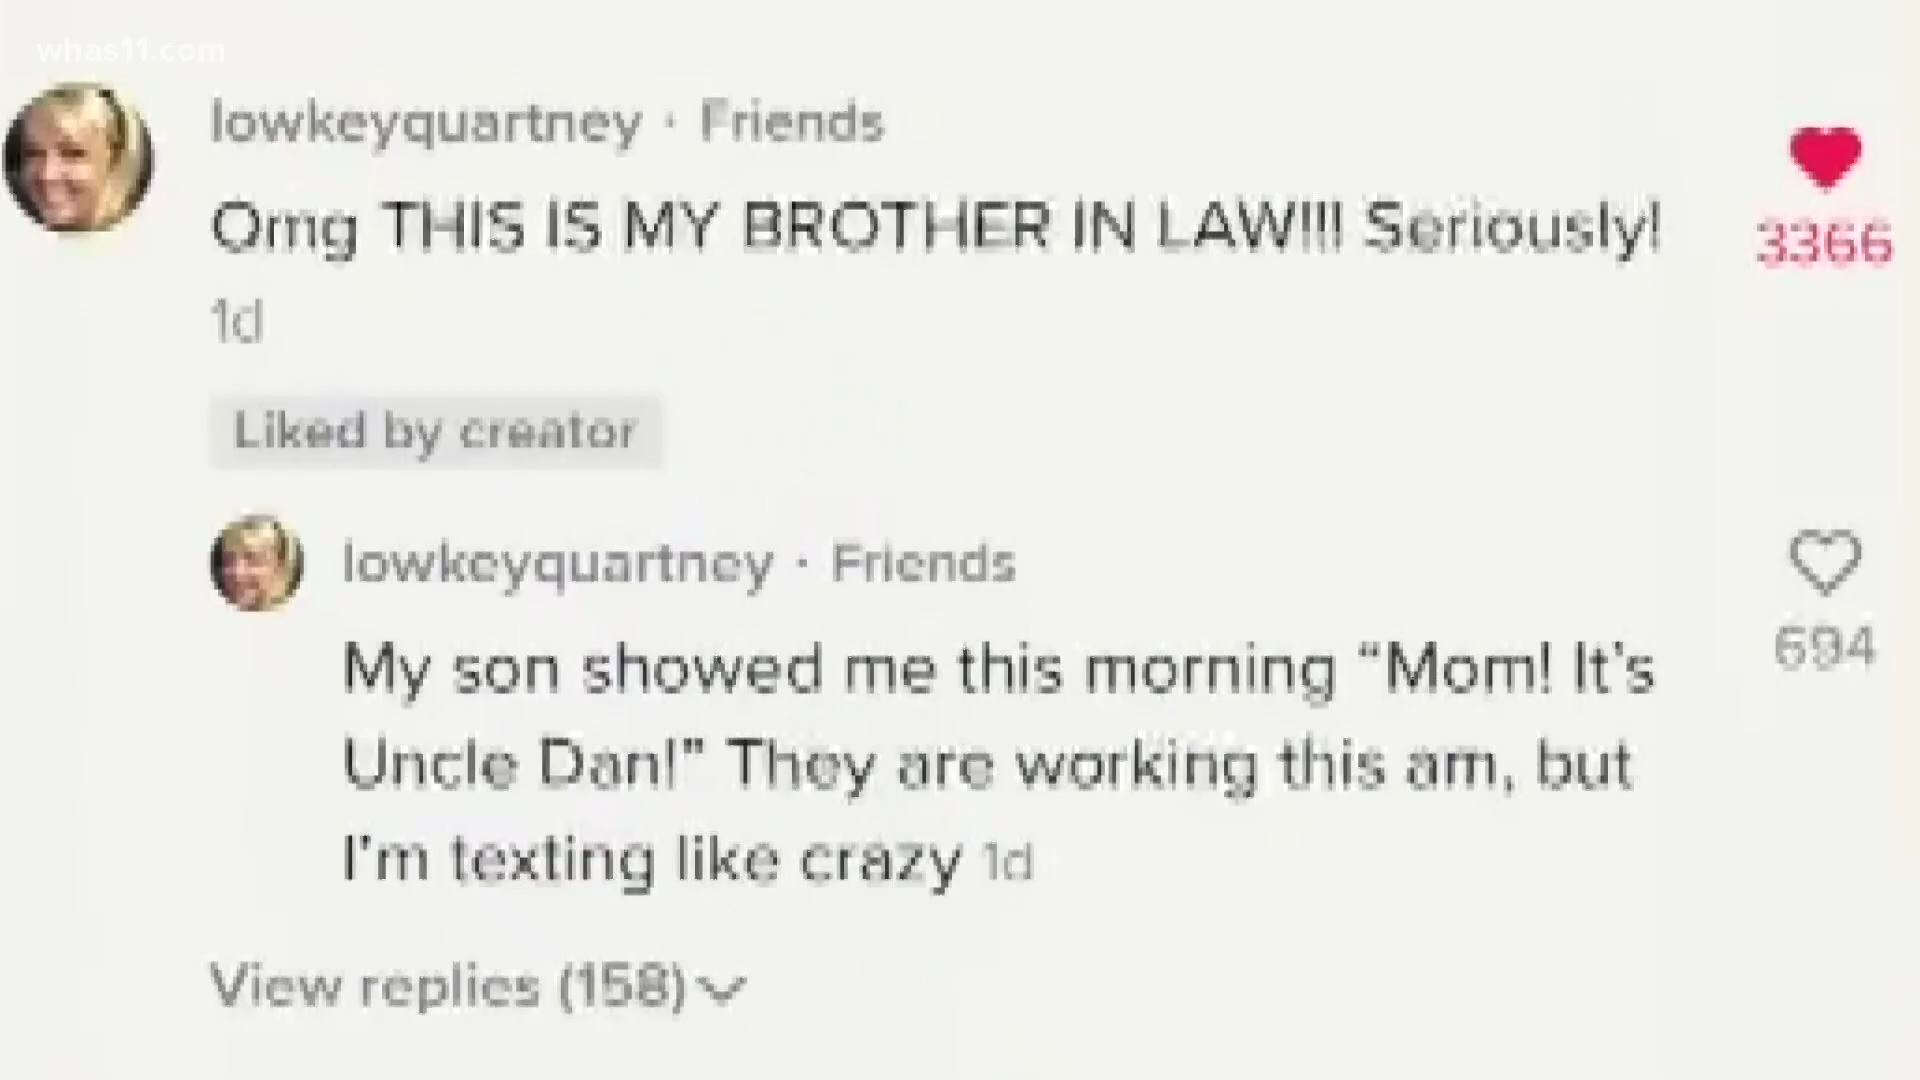 whas11.com
lowkeyquartney · Friends
Omg THIS IS MY BROTHER IN LAW!!! Seriously!
3366
1d
Liked by creator
lowkeyquartney · Friends
My son showed me this morning “Mom! It’s
694
Uncle Dan!” They are working this am, but
I'm texting like crazy 1d
View replies (158)